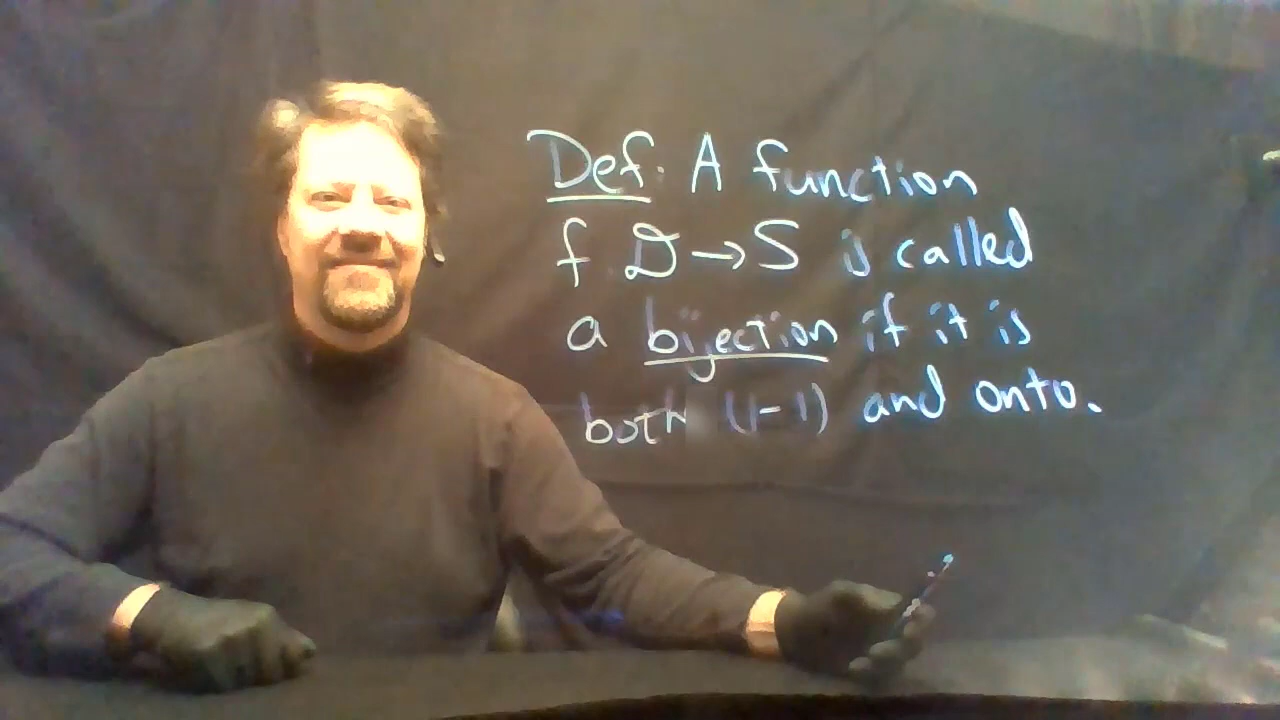 Def. A function
f D → S is called
a bijection if it is
both (1-1) and onto.